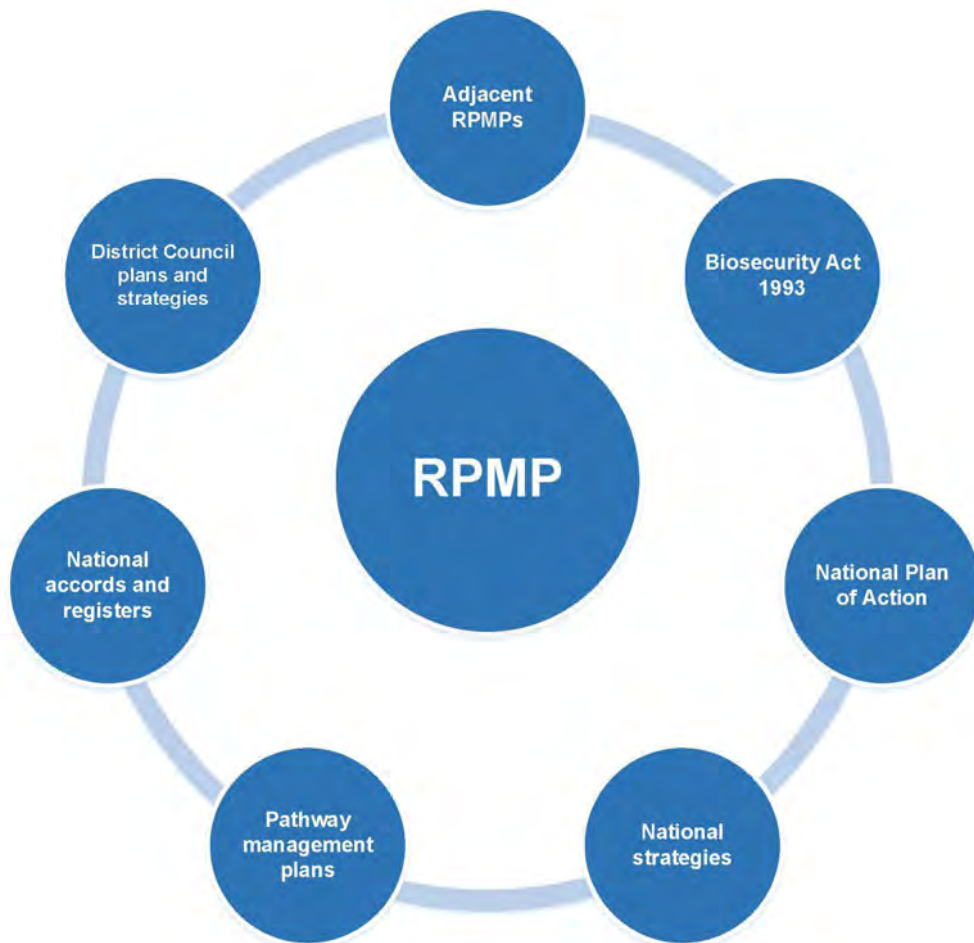 Adjacent
RPMPs
Biosecurity Act
1993
National Plan
of Action
National
strategies
Pathway
management
plans
National
accords and
registers
District Council
plans and
strategies
RPMP